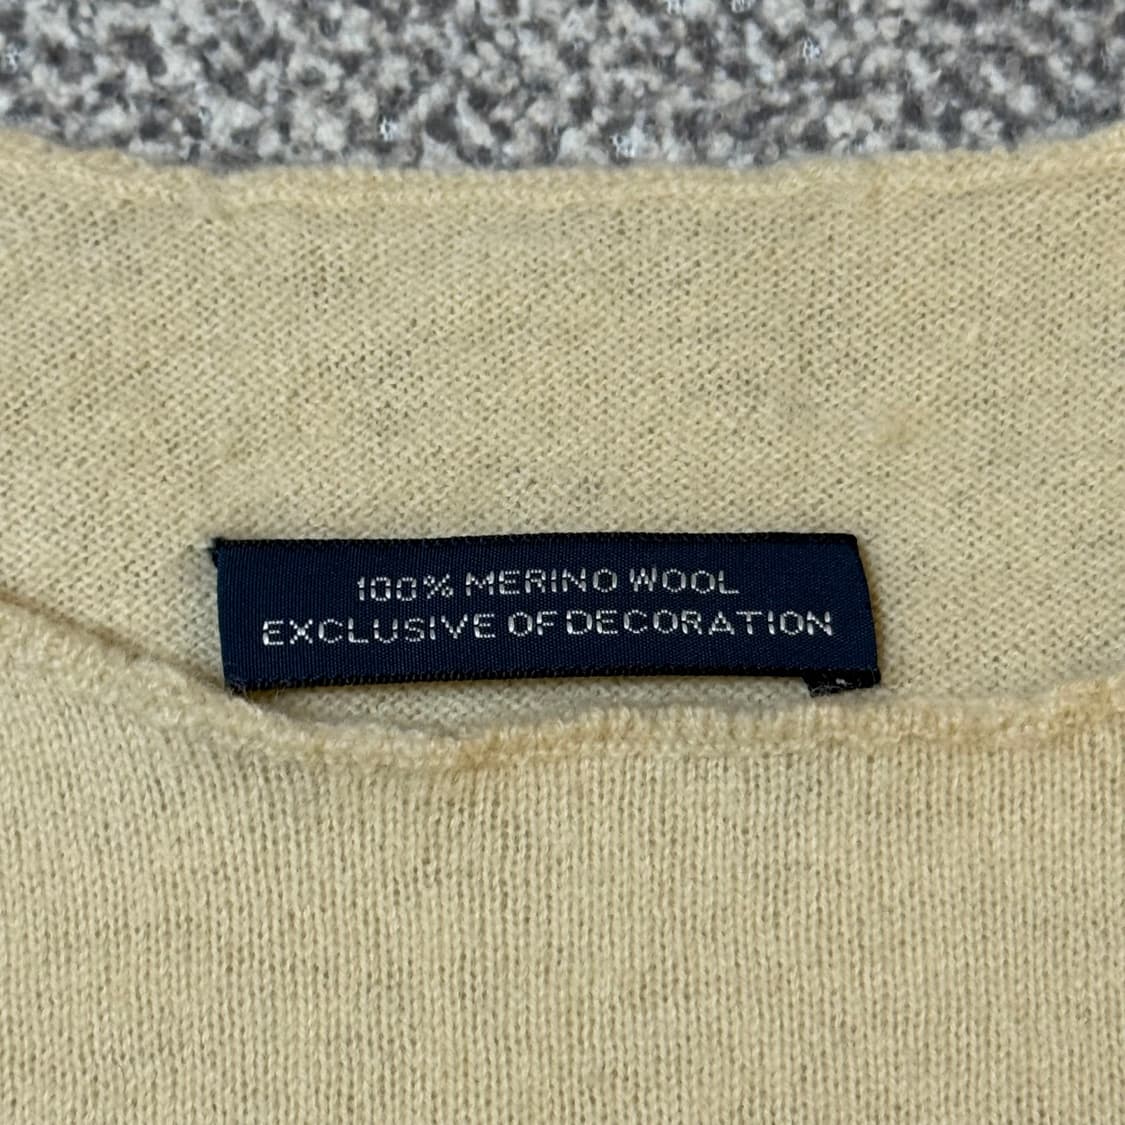 100% MERINO WOOL
EXCLUSIVE OF DECORATION